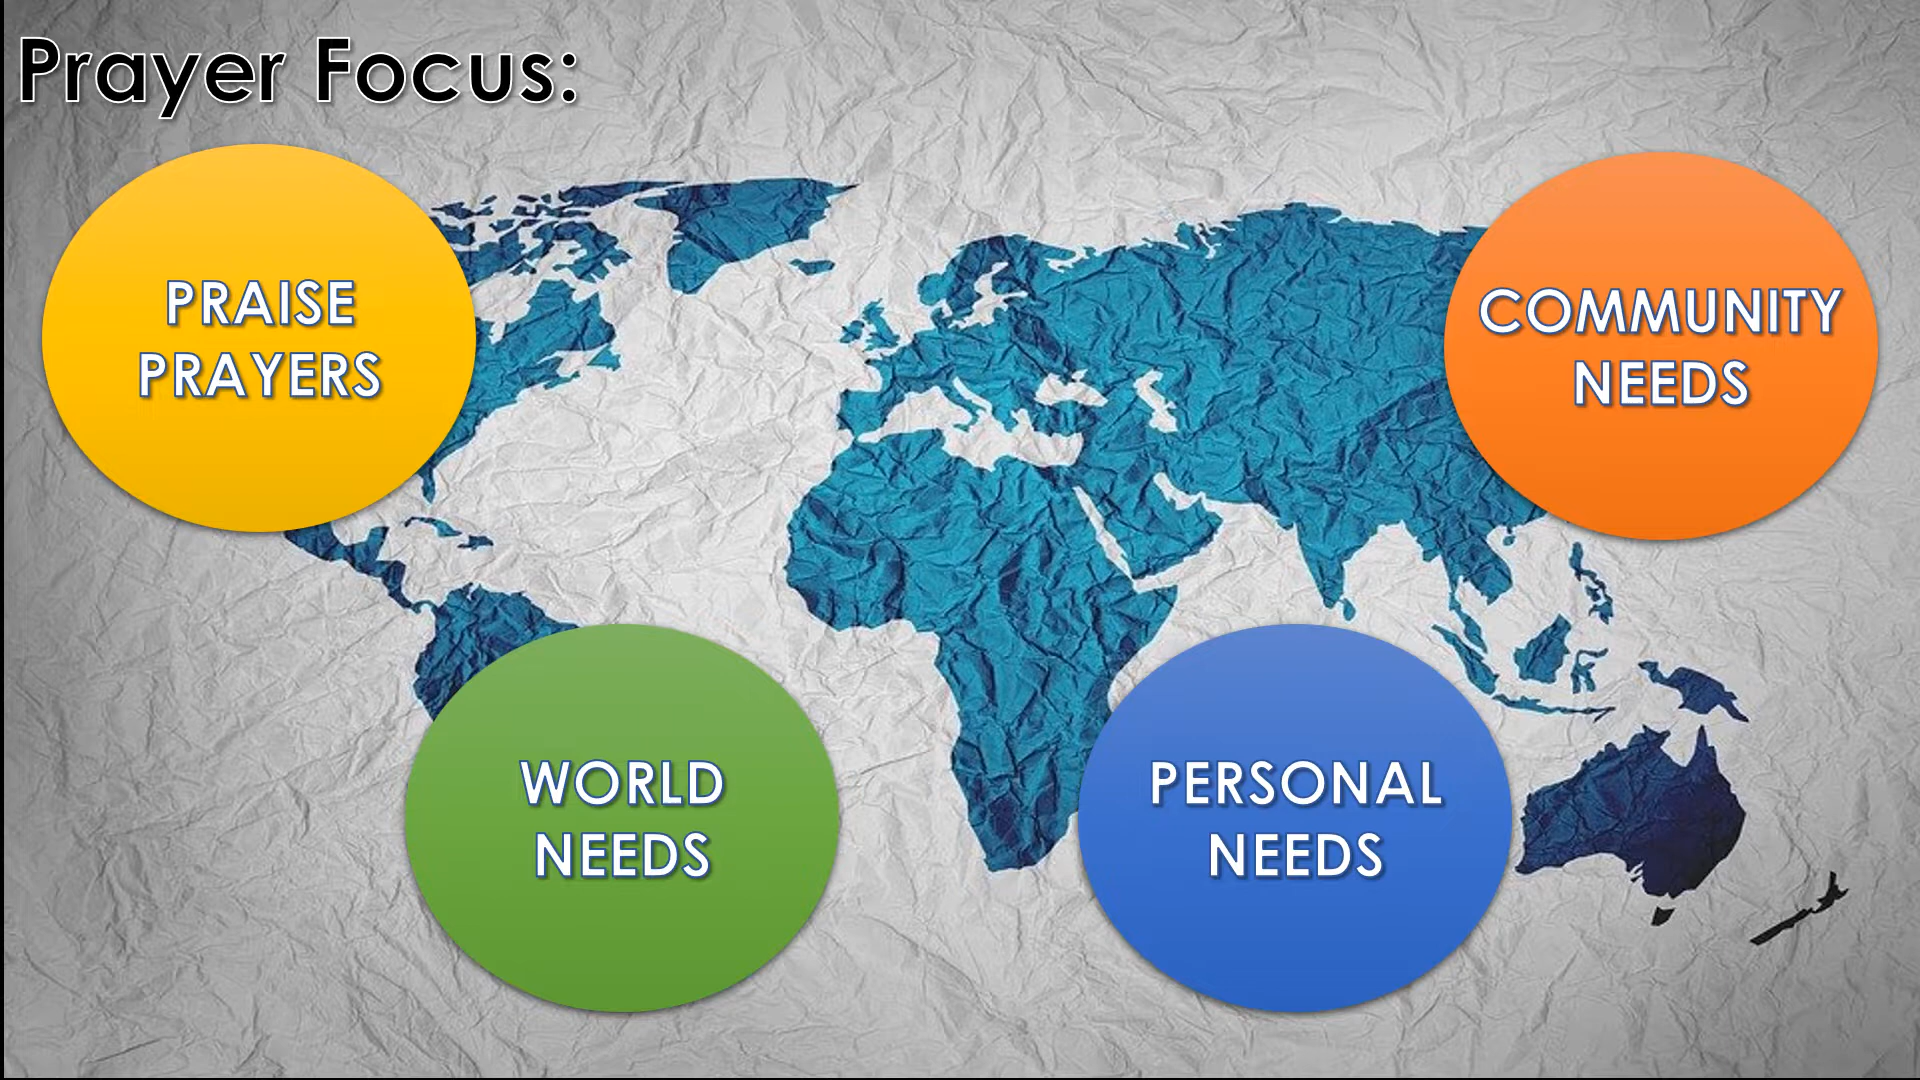 Prayer Focus:
PRAISE
PRAYERS
COMMUNITY
NEEDS
WORLD
NEEDS
PERSONAL
NEEDS